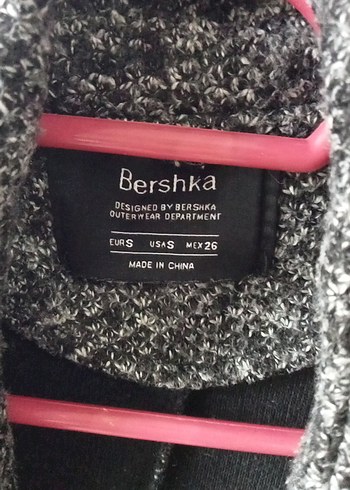 Bershka
DESIGNED BY BERSHKA
OUTERWEAR DEPARTMENT
EUR S USA S MEX 26
MADE IN CHINA